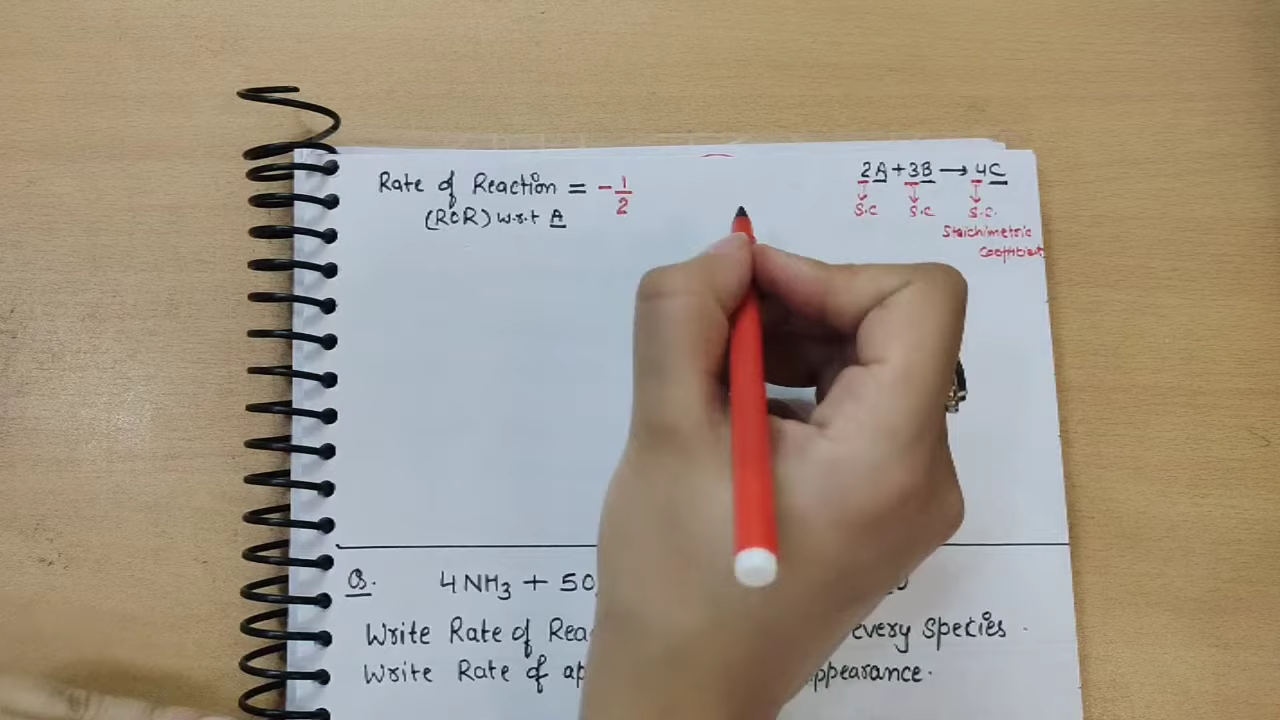 Rate of Reaction = -1/2
(ROR) w.r.t A
2A + 3B → 4C
S.C S.C S.C.
Stoichimetric
Coefficient
Q. 4NH3 + 5O
Write Rate of Rea every Species.
Write Rate of ap ppearance.